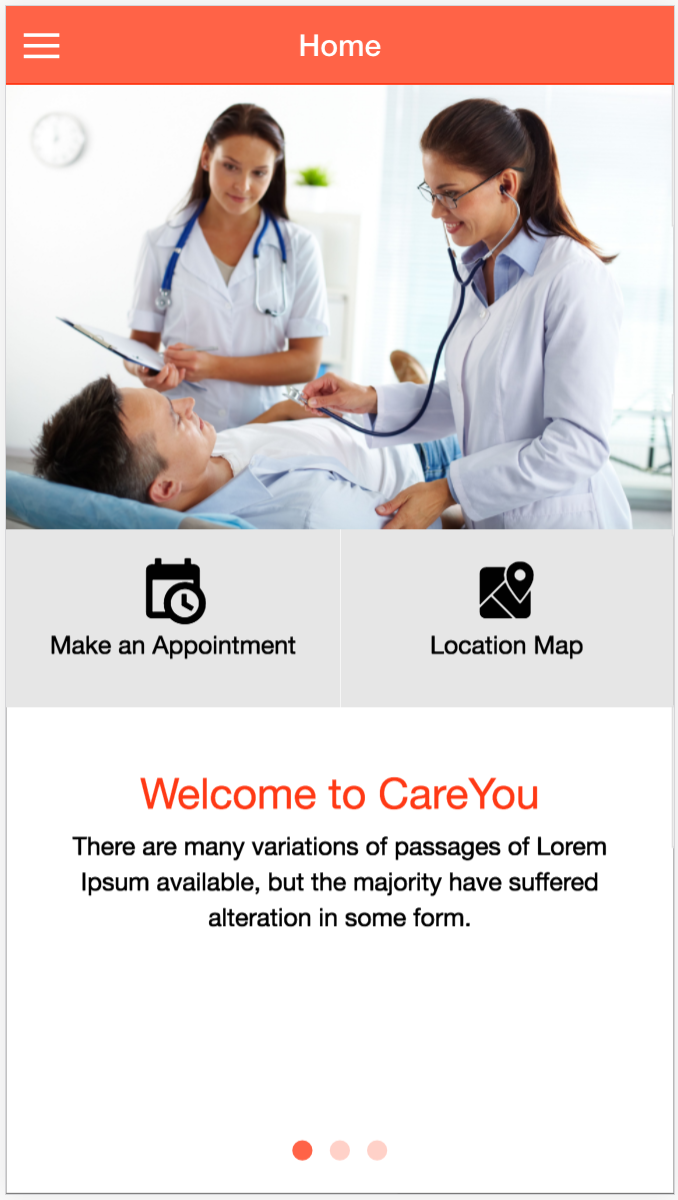 Home
Make an Appointment
Location Map
Welcome to CareYou
There are many variations of passages of Lorem
Ipsum available, but the majority have suffered
alteration in some form.